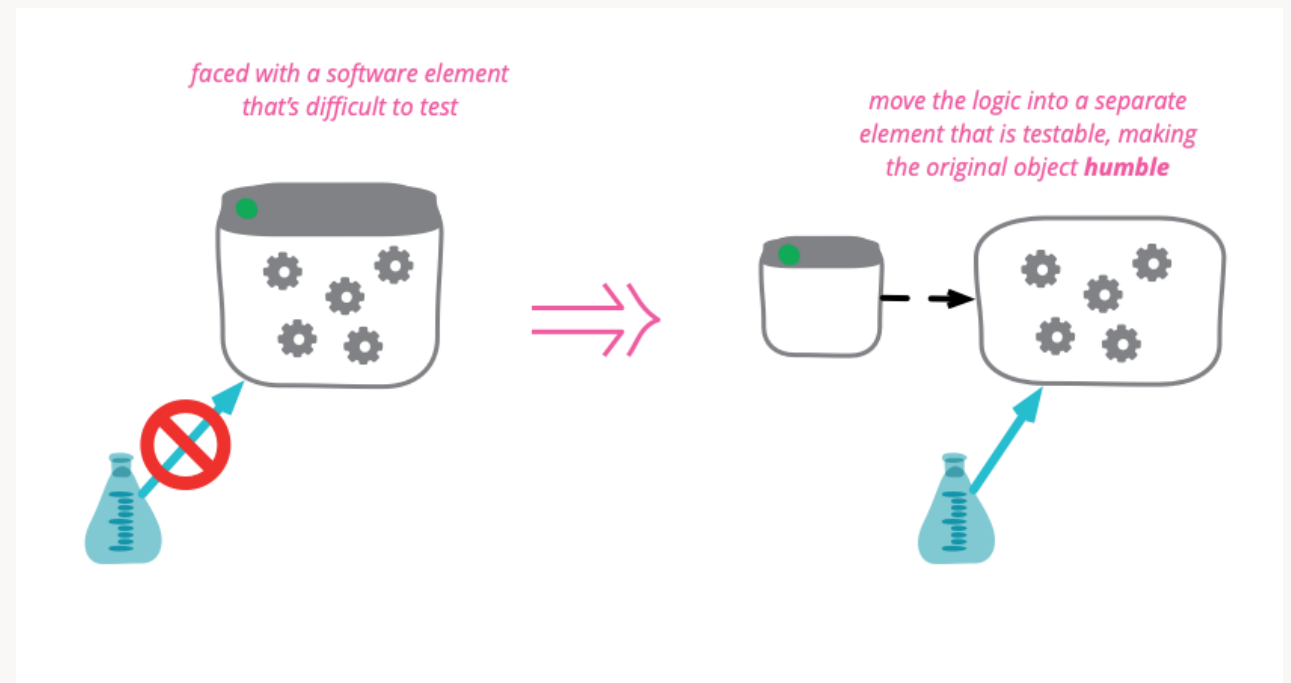 faced with a software element
that's difficult to test
move the logic into a separate
element that is testable, making
the original object humble